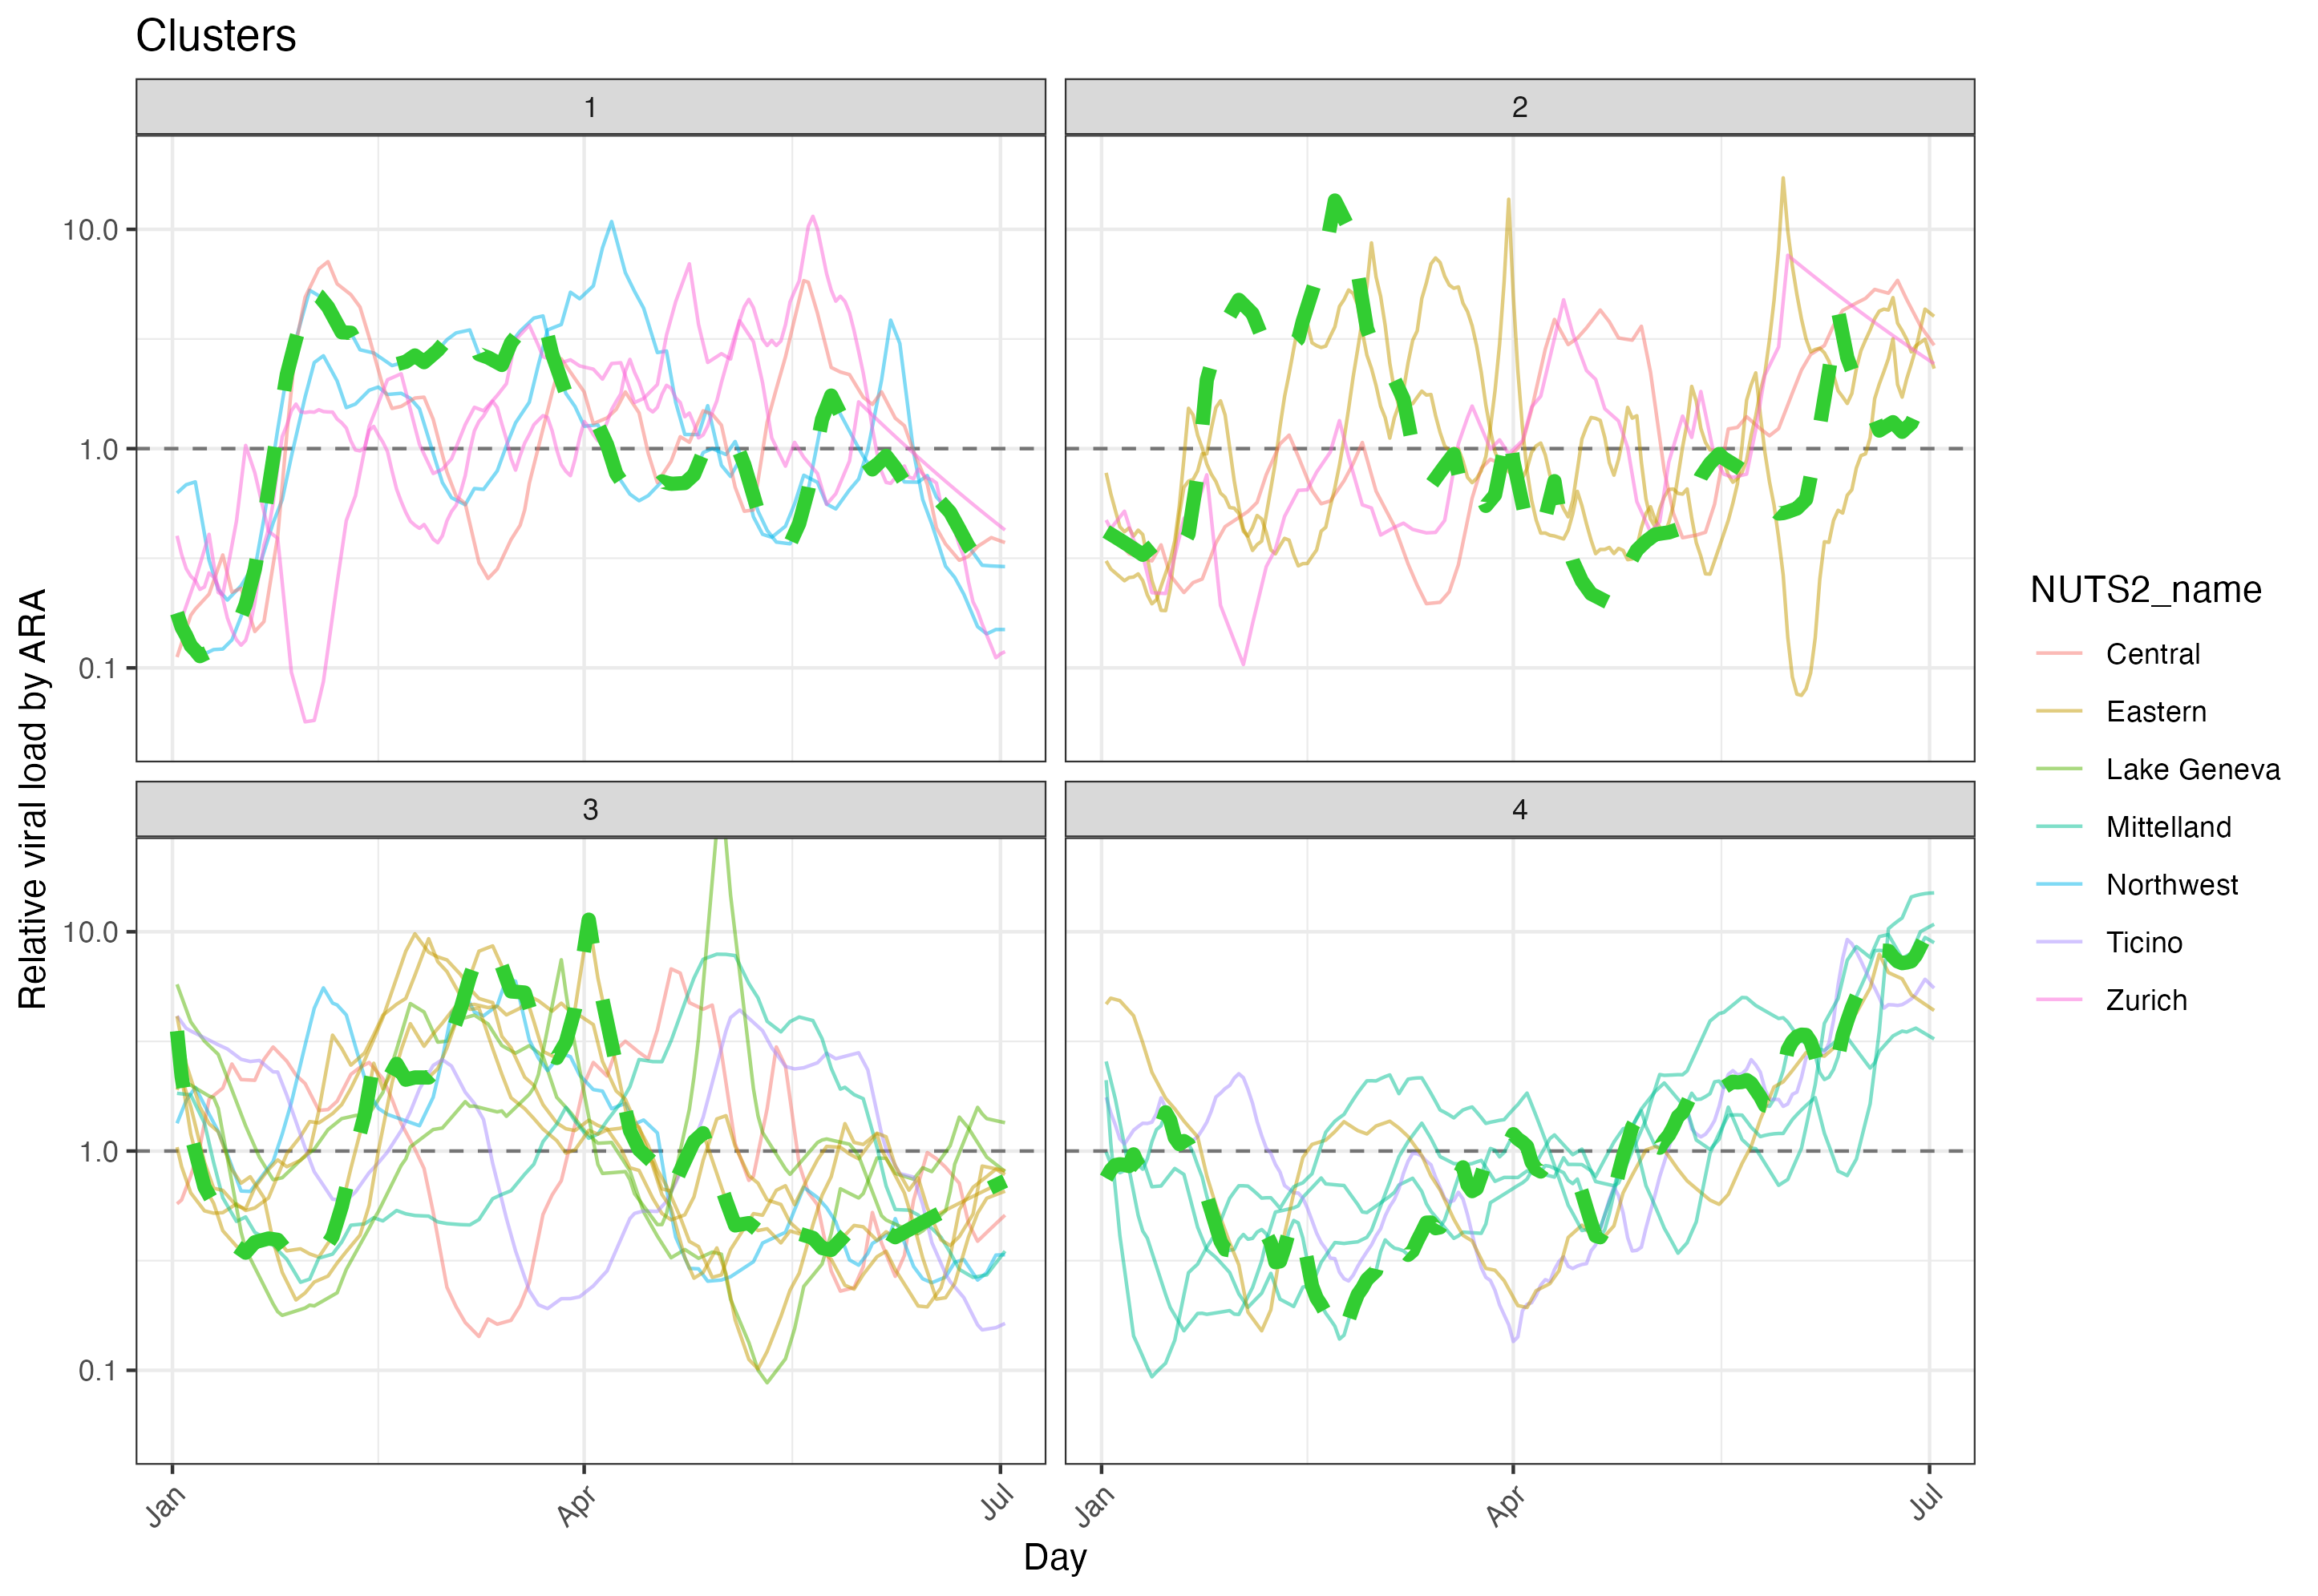 Clusters
1
2
10.0
1.0
0.1
3
4
10.0
1.0
0.1
Jan
Apr
Jul
Jan
Apr
Jul
Day
Relative viral load by ARA
NUTS2_name
Central
Eastern
Lake Geneva
Mittelland
Northwest
Ticino
Zurich